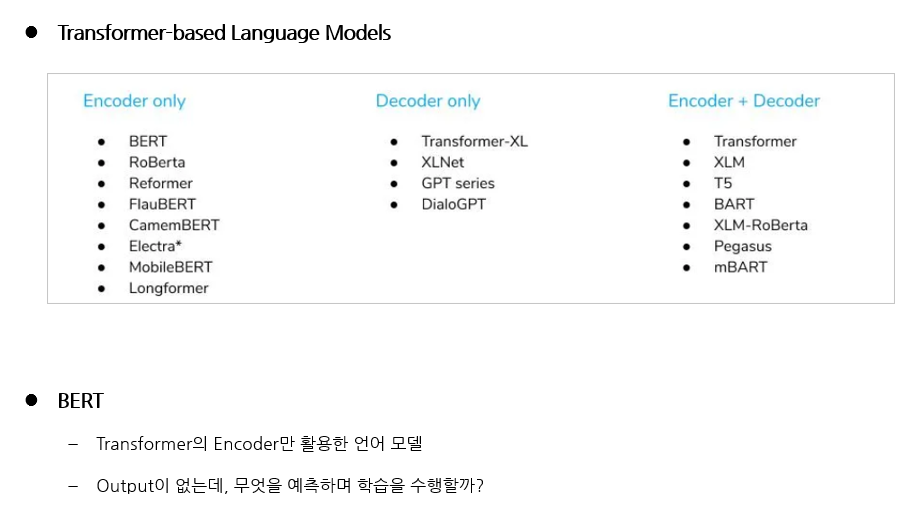 ● Transformer-based Language Models
Encoder only
● BERT
● RoBerta
● Reformer
● FlauBERT
● CamemBERT
● Electra*
● MobileBERT
● Longformer
Decoder only
● Transformer-XL
● XLNet
● GPT series
● DialoGPT
Encoder + Decoder
● Transformer
● XLM
● T5
● BART
● XLM-RoBerta
● Pegasus
● mBART
● BERT
– Transformer의 Encoder만 활용한 언어 모델
– Output이 없는데, 무엇을 예측하며 학습을 수행할까?